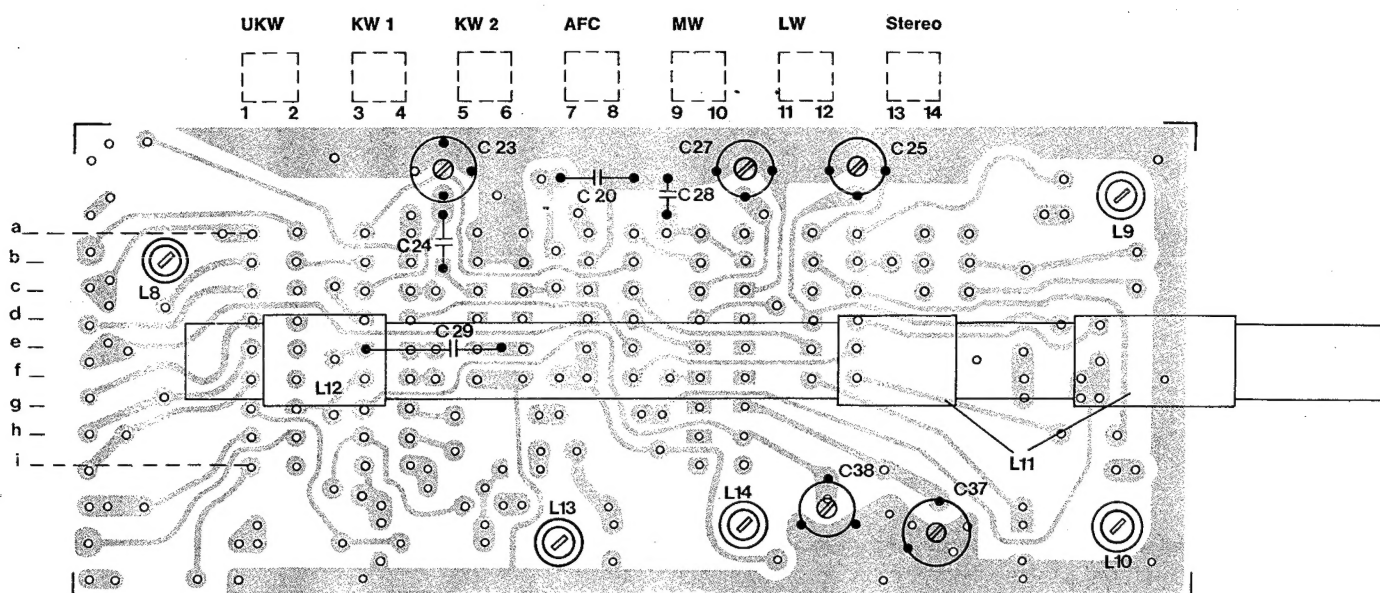 UKW KW 1 KW 2 AFC MW LW Stereo
1 2 3 4 5 6 7 8 9 10 11 12 13 14
C 23 C27 C 25
C 20 C 28
L9
a
C24
b
L8
c
d
C 29
e
f
L12
g
h
L11
i
C38
C37
L14
L13
L10